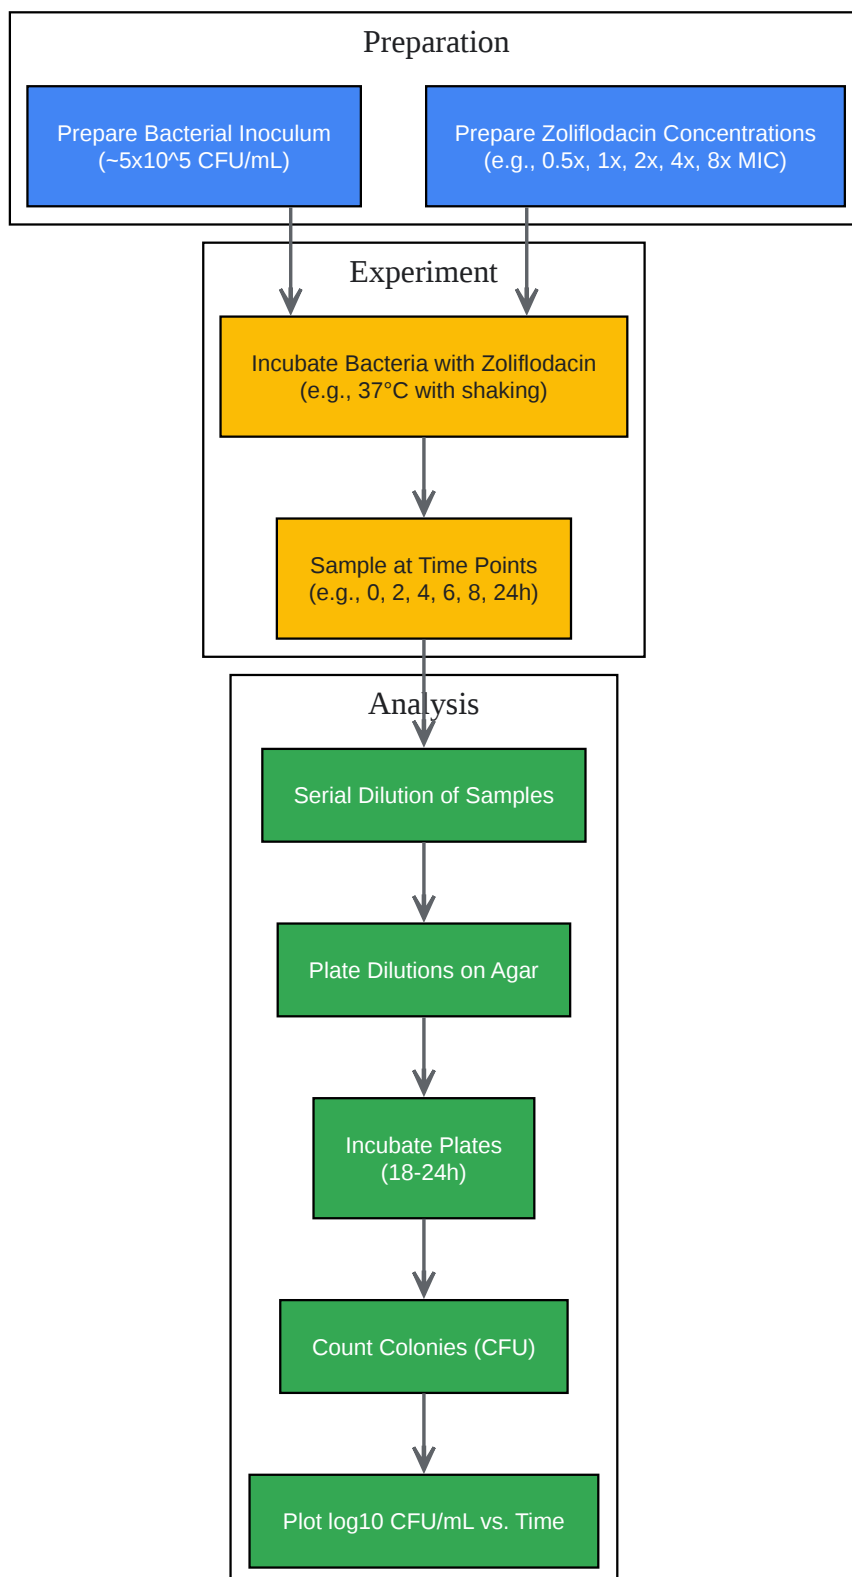 Preparation
Prepare Bacterial Inoculum
(~5x10^5 CFU/mL)
Prepare Zoliflodacin Concentrations
(e.g., 0.5x, 1x, 2x, 4x, 8x MIC)
Experiment
Incubate Bacteria with Zoliflodacin
(e.g., 37°C with shaking)
Sample at Time Points
(e.g., 0, 2, 4, 6, 8, 24h)
Analysis
Serial Dilution of Samples
Plate Dilutions on Agar
Incubate Plates
(18-24h)
Count Colonies (CFU)
Plot log10 CFU/mL vs. Time